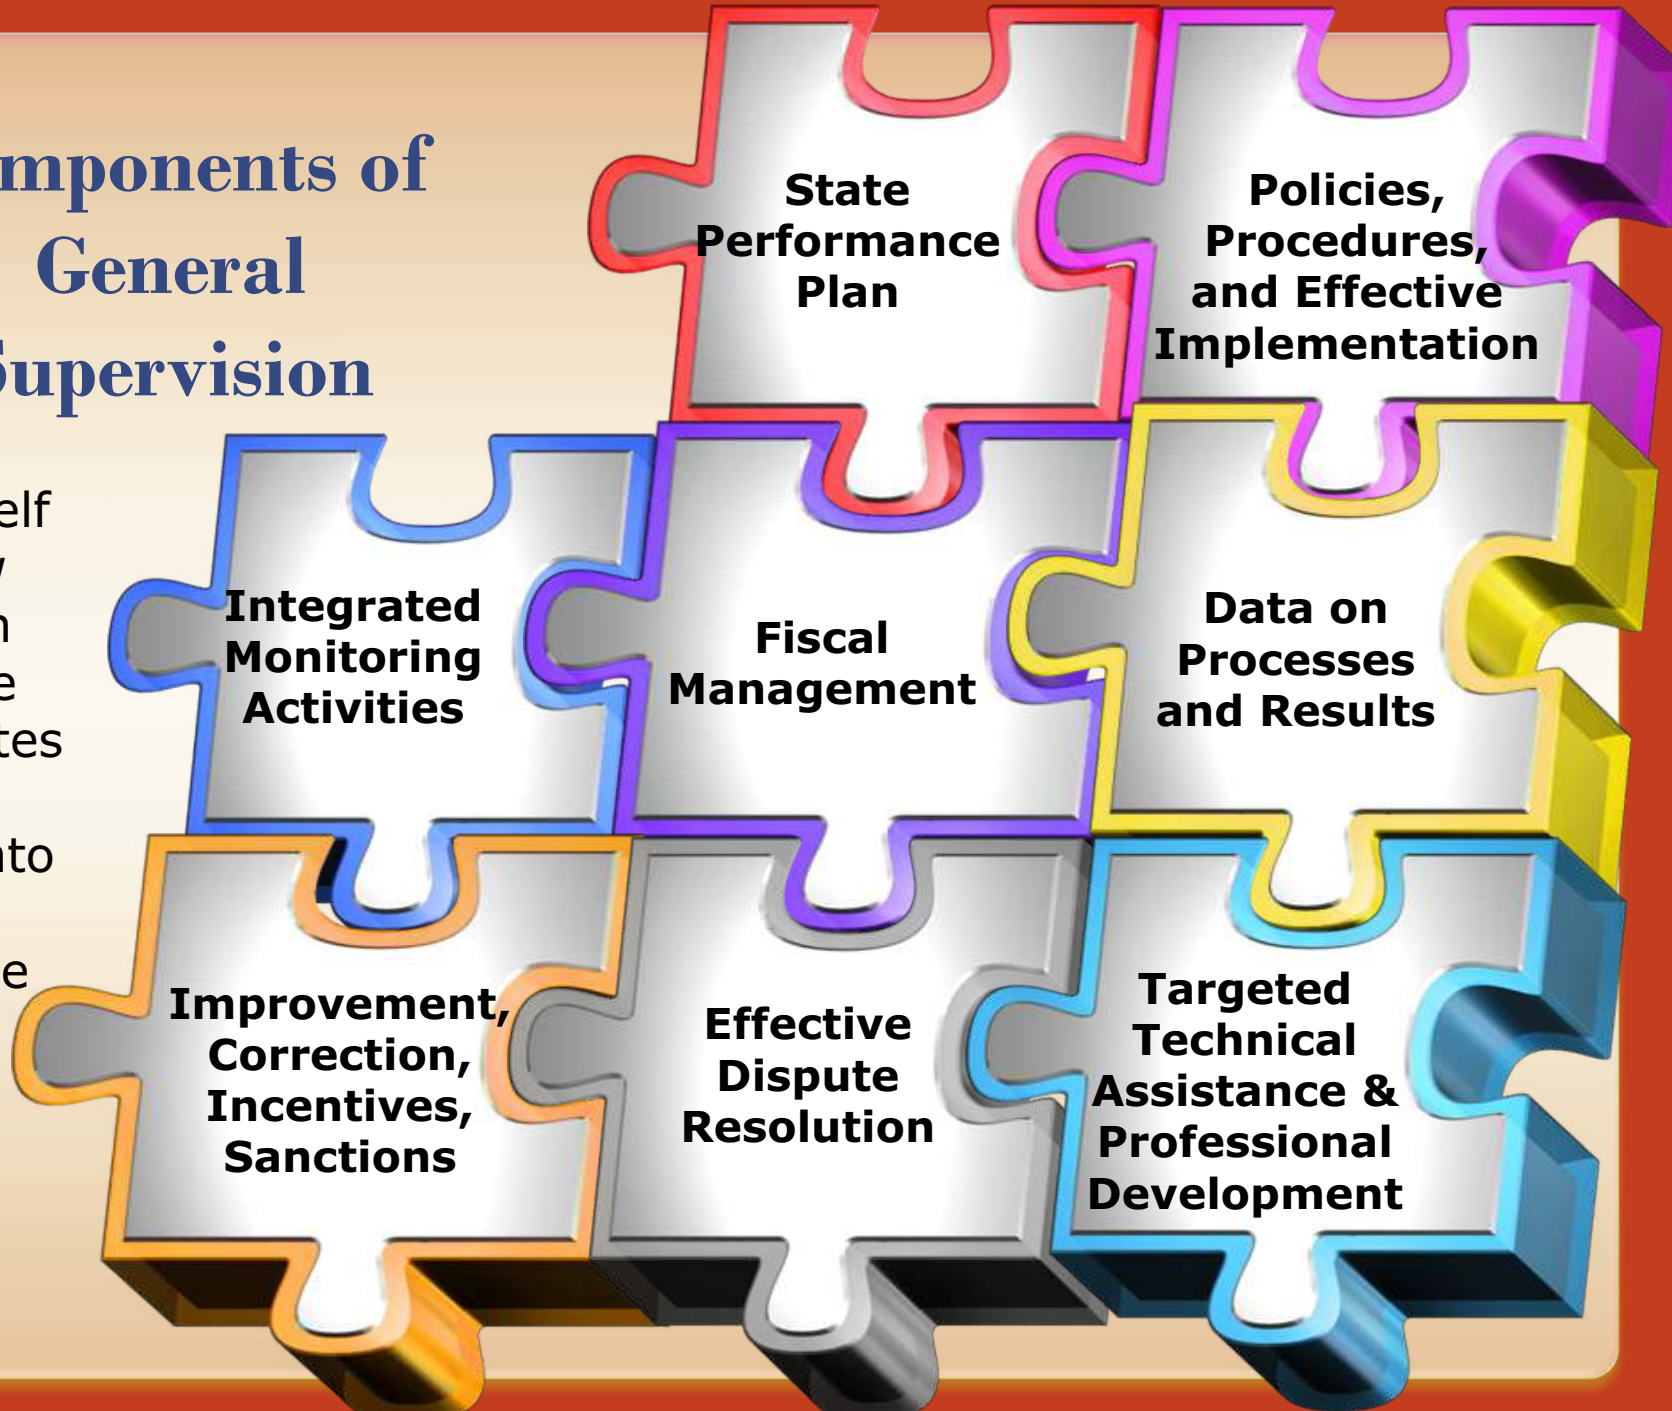 mponents of
General
Supervision
elf
n
e
tes
nto
e
State
Performance
Plan
Policies,
Procedures,
and Effective
Implementation
Integrated
Monitoring
Activities
Fiscal
Management
Data on
Processes
and Results
Improvement,
Correction,
Incentives,
Sanctions
Effective
Dispute
Resolution
Targeted
Technical
Assistance &
Professional
Development